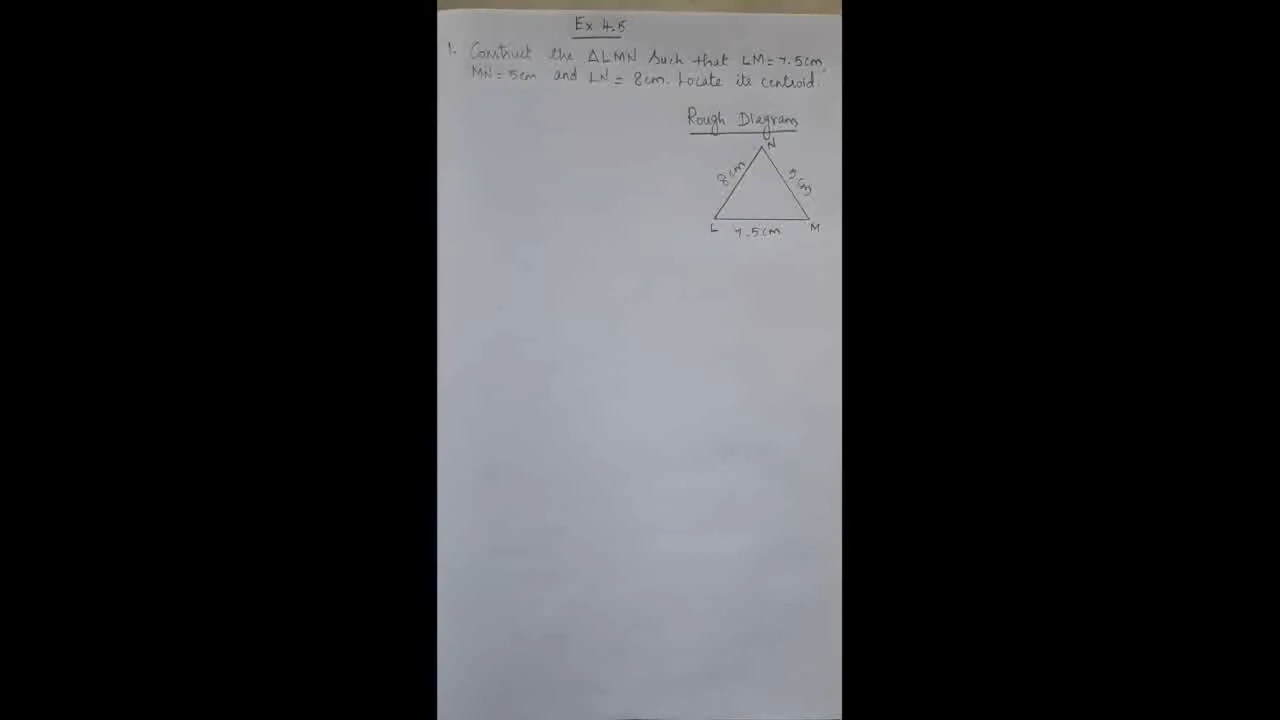 Ex 4.5
1. Construct the ΔLMN such that LM = 7.5cm,
MN = 5cm and LN = 8cm. Locate its centroid.
Rough Diagram
N
8cm
5cm
L
7.5cm
M